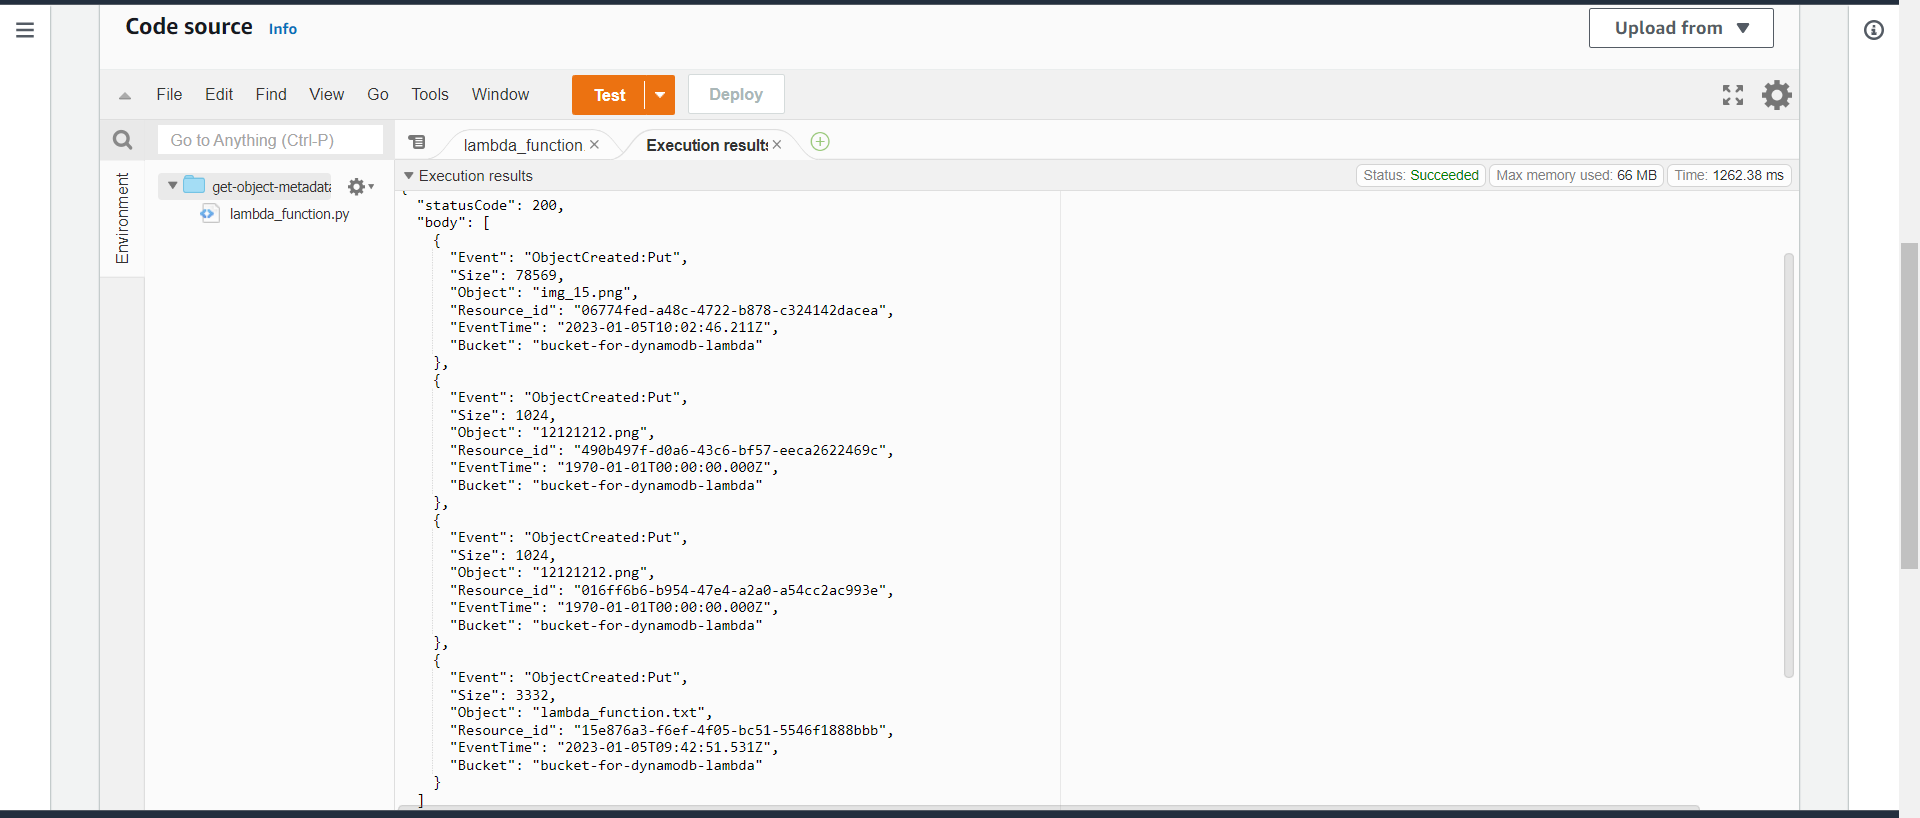 Code source Info
Upload from
File Edit Find View Go Tools Window Test Deploy
Go to Anything (Ctrl-P)
lambda_function
Execution results
Environment
get-object-metadata
lambda_function.py
Execution results
Status: Succeeded Max memory used: 66 MB Time: 1262.38 ms
{
"statusCode": 200,
"body": [
{
"Event": "ObjectCreated:Put",
"Size": 78569,
"Object": "img_15.png",
"Resource_id": "06774fed-a48c-4722-b878-c324142dacea",
"EventTime": "2023-01-05T10:02:46.211Z",
"Bucket": "bucket-for-dynamodb-lambda"
},
{
"Event": "ObjectCreated:Put",
"Size": 1024,
"Object": "12121212.png",
"Resource_id": "490b497f-d0a6-43c6-bf57-eeca2622469c",
"EventTime": "1970-01-01T00:00:00.000Z",
"Bucket": "bucket-for-dynamodb-lambda"
},
{
"Event": "ObjectCreated:Put",
"Size": 1024,
"Object": "12121212.png",
"Resource_id": "016ff6b6-b954-47e4-a2a0-a54cc2ac993e",
"EventTime": "1970-01-01T00:00:00.000Z",
"Bucket": "bucket-for-dynamodb-lambda"
},
{
"Event": "ObjectCreated:Put",
"Size": 3332,
"Object": "lambda_function.txt",
"Resource_id": "15e876a3-f6ef-4f05-bc51-5546f1888bbb",
"EventTime": "2023-01-05T09:42:51.531Z",
"Bucket": "bucket-for-dynamodb-lambda"
}
]